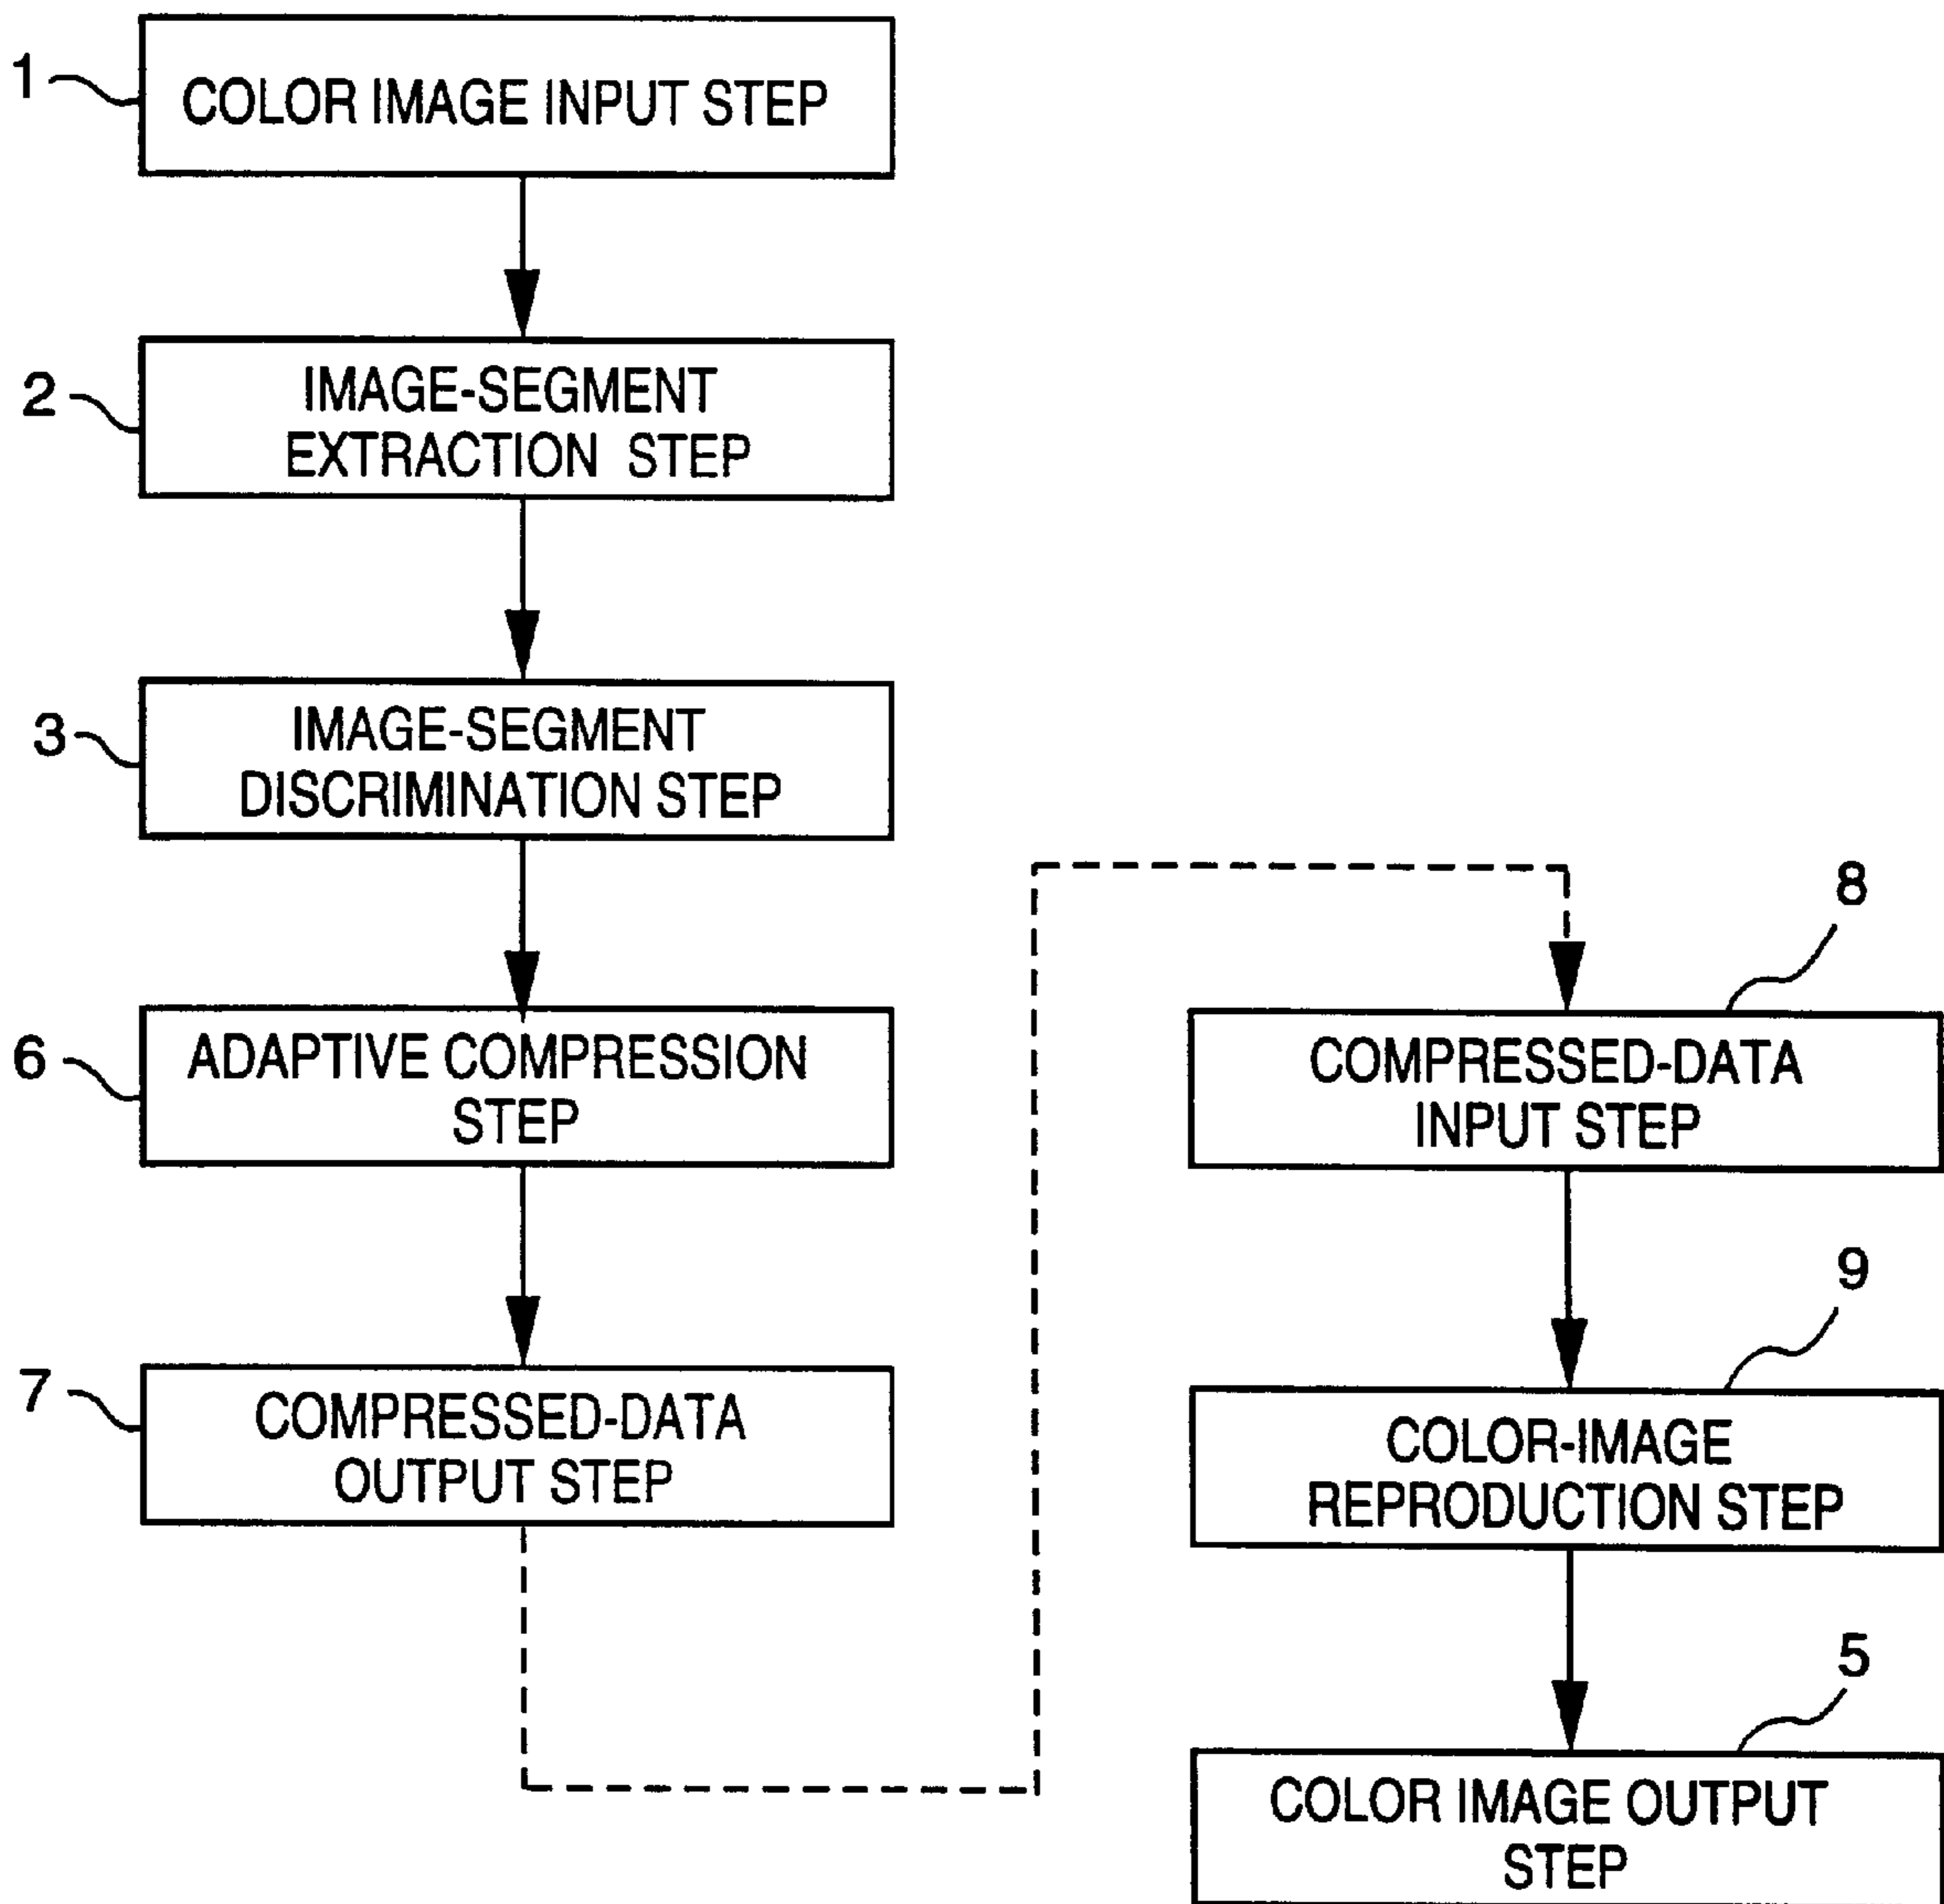 1
COLOR IMAGE INPUT STEP
2
IMAGE-SEGMENT
EXTRACTION STEP
3
IMAGE-SEGMENT
DISCRIMINATION STEP
6
ADAPTIVE COMPRESSION
STEP
7
COMPRESSED-DATA
OUTPUT STEP
8
COMPRESSED-DATA
INPUT STEP
9
COLOR-IMAGE
REPRODUCTION STEP
5
COLOR IMAGE OUTPUT
STEP